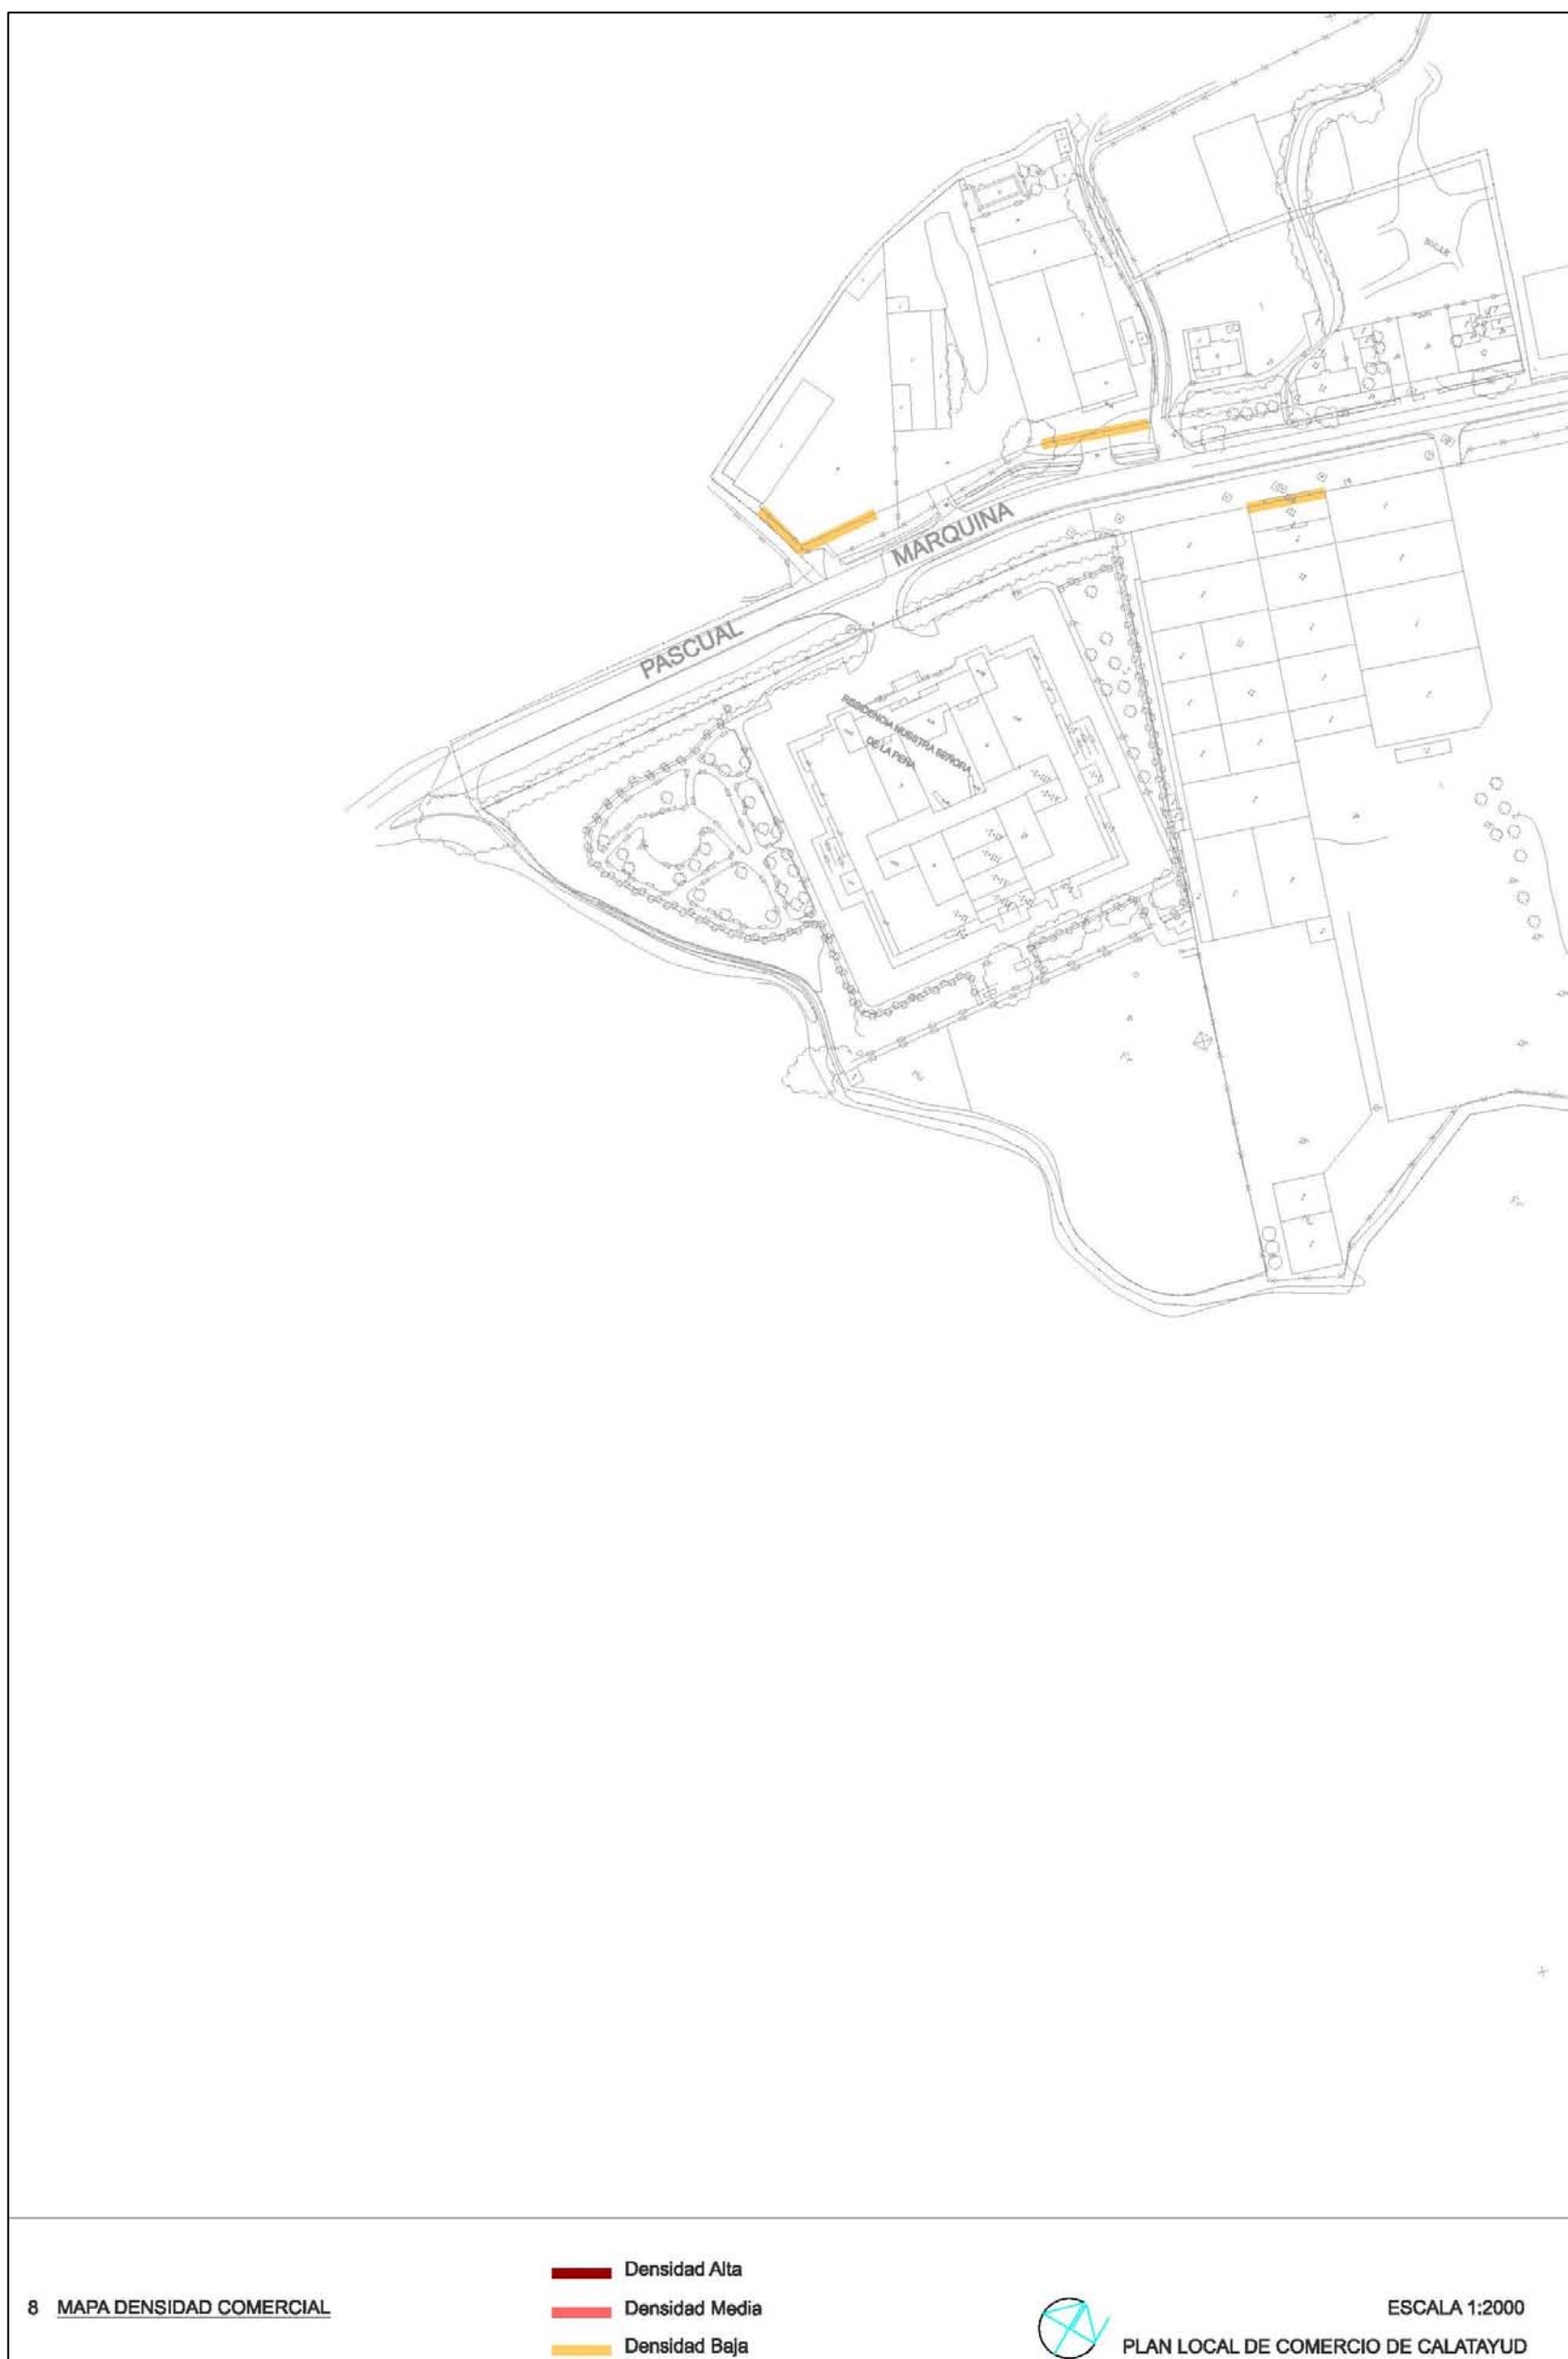 SOLAR
MARQUINA
PASCUAL
RESIDENCIA NUESTRA SEÑORA
DE LA PEÑA
Densidad Alta
8 MAPA DENSIDAD COMERCIAL
Densidad Media
ESCALA 1:2000
Densidad Baja
PLAN LOCAL DE COMERCIO DE CALATAYUD